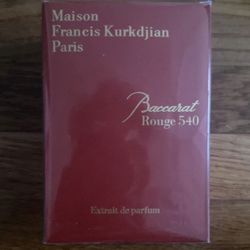 Maison
Francis Kurkdjian
Paris
Baccarat
Rouge 540
Extrait de parfum